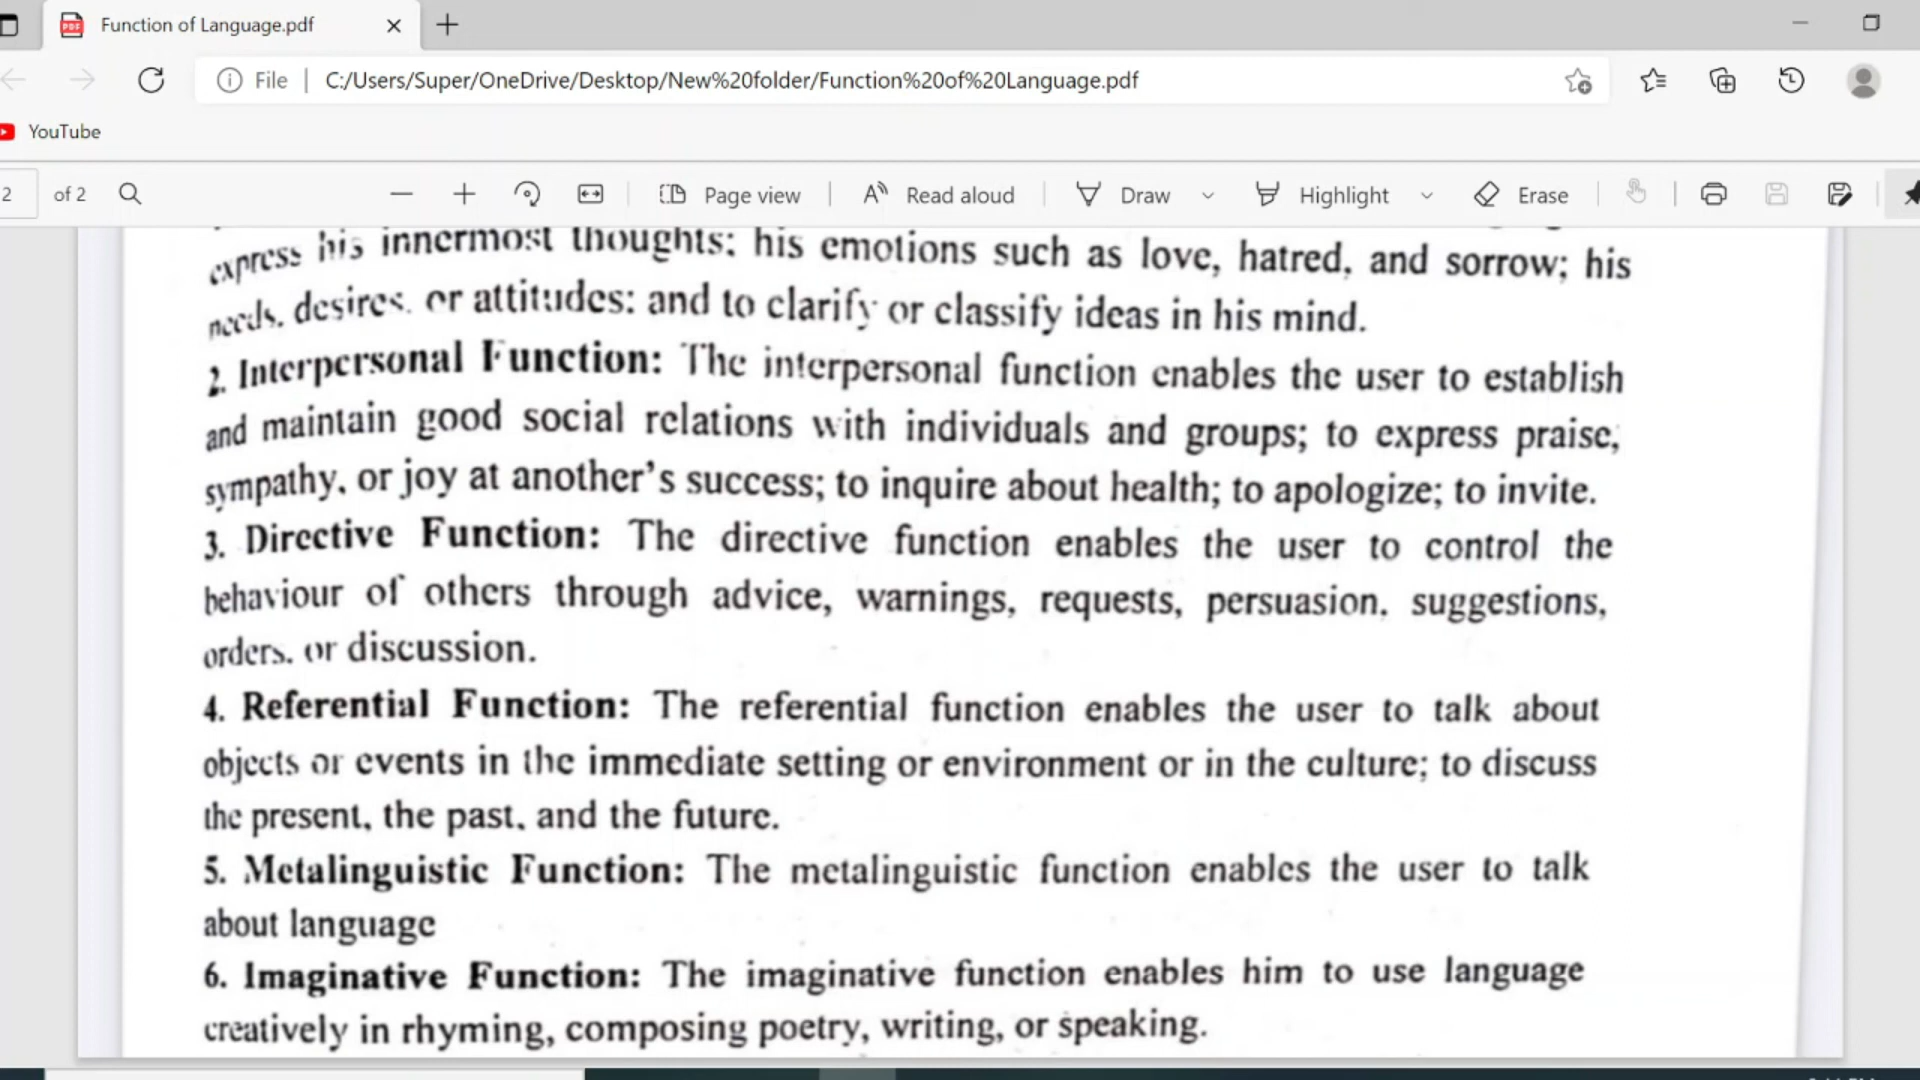 Function of Language.pdf
File
C:/Users/Super/OneDrive/Desktop/New%20folder/Function%20of%20Language.pdf
YouTube
2 of 2
Page view
Read aloud
Draw
Highlight
Erase
express his innermost thoughts; his emotions such as love, hatred, and sorrow; his
needs, desires, or attitudes; and to clarify or classify ideas in his mind.
2. Interpersonal Function: The interpersonal function enables the user to establish
and maintain good social relations with individuals and groups; to express praise,
sympathy, or joy at another's success; to inquire about health; to apologize; to invite.
3. Directive Function: The directive function enables the user to control the
behaviour of others through advice, warnings, requests, persuasion, suggestions,
orders, or discussion.
4. Referential Function: The referential function enables the user to talk about
objects or events in the immediate setting or environment or in the culture; to discuss
the present, the past, and the future.
5. Metalinguistic Function: The metalinguistic function enables the user to talk
about language
6. Imaginative Function: The imaginative function enables him to use language
creatively in rhyming, composing poetry, writing, or speaking.